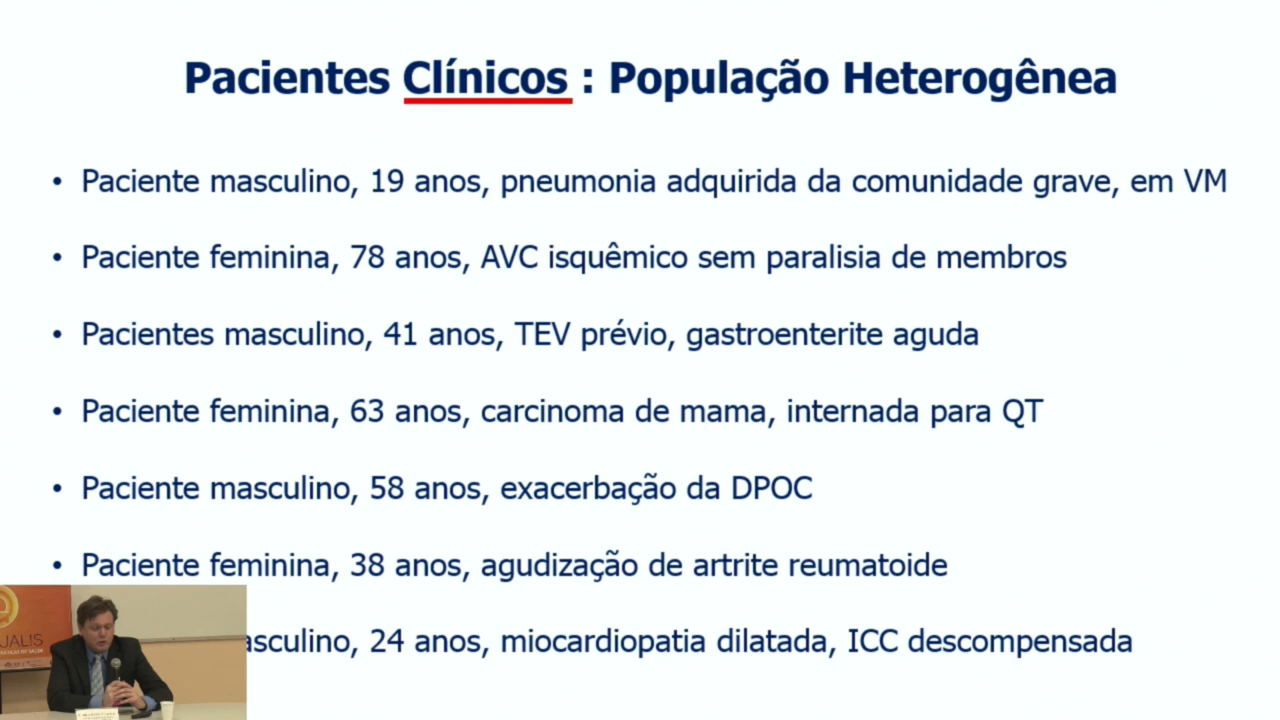 Pacientes Clínicos : População Heterogênea
• Paciente masculino, 19 anos, pneumonia adquirida da comunidade grave, em VM
• Paciente feminina, 78 anos, AVC isquêmico sem paralisia de membros
• Pacientes masculino, 41 anos, TEV prévio, gastroenterite aguda
• Paciente feminina, 63 anos, carcinoma de mama, internada para QT
• Paciente masculino, 58 anos, exacerbação da DPOC
• Paciente feminina, 38 anos, agudização de artrite reumatoide
asculino, 24 anos, miocardiopatia dilatada, ICC descompensada
JALIS